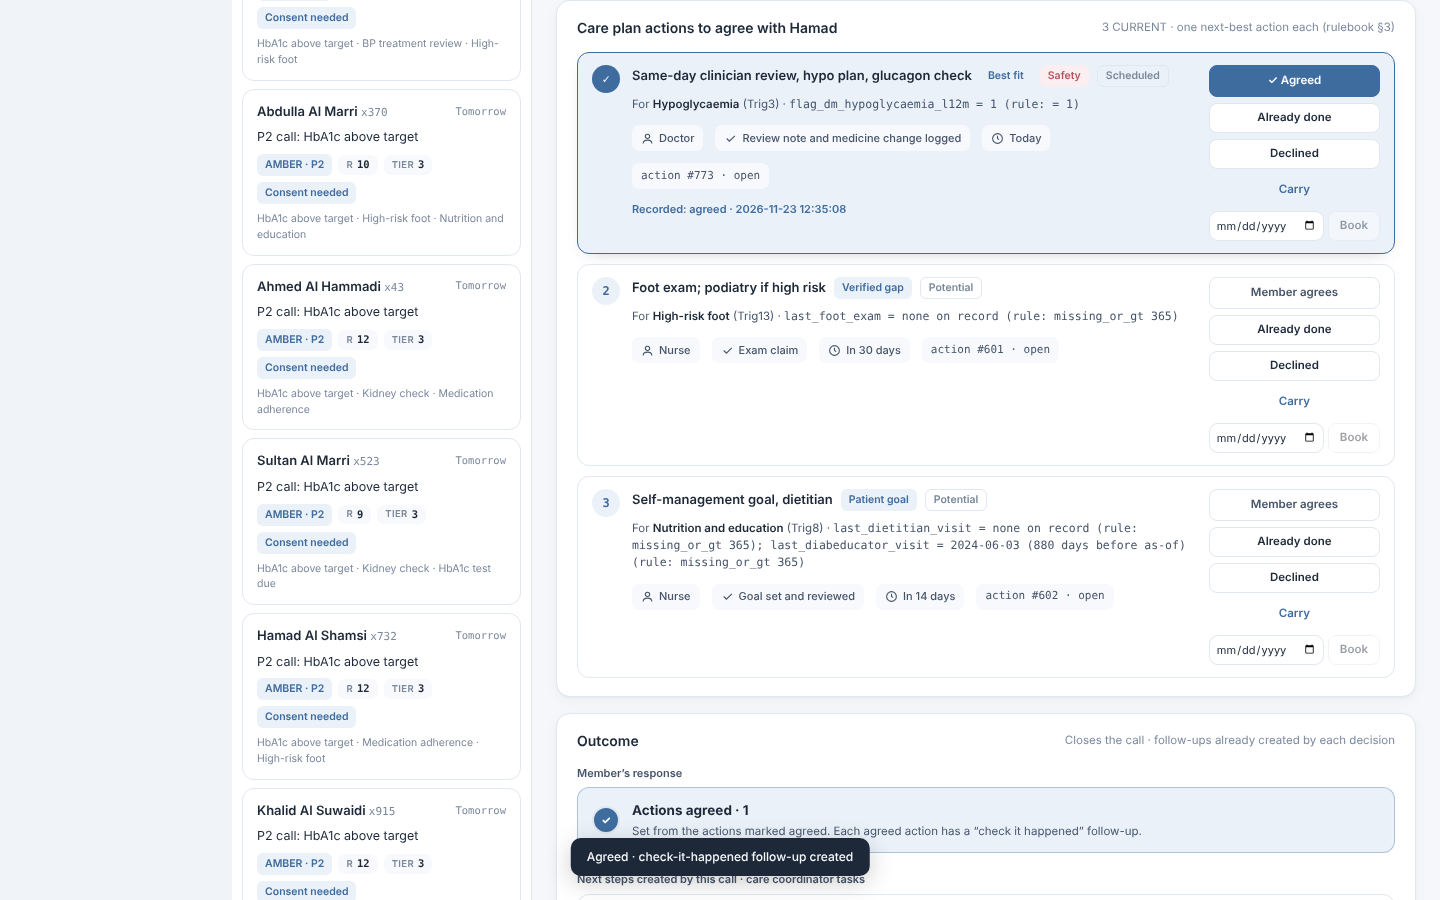 Consent needed
HbA1c above target · BP treatment review · High-
risk foot
Abdulla Al Marri x370
Tomorrow
P2 call: HbA1c above target
AMBER · P2
R 10
TIER 3
Consent needed
HbA1c above target · High-risk foot · Nutrition and
education
Ahmed Al Hammadi x43
Tomorrow
P2 call: HbA1c above target
AMBER · P2
R 12
TIER 3
Consent needed
HbA1c above target · Kidney check · Medication
adherence
Sultan Al Marri x523
Tomorrow
P2 call: HbA1c above target
AMBER · P2
R 9
TIER 3
Consent needed
HbA1c above target · Kidney check · HbA1c test
due
Hamad Al Shamsi x732
Tomorrow
P2 call: HbA1c above target
AMBER · P2
R 12
TIER 3
Consent needed
HbA1c above target · Medication adherence ·
High-risk foot
Khalid Al Suwaidi x915
Tomorrow
P2 call: HbA1c above target
AMBER · P2
R 12
TIER 3
Consent needed
Care plan actions to agree with Hamad
3 CURRENT · one next-best action each (rulebook §3)
Same-day clinician review, hypo plan, glucagon check
Best fit
Safety
Scheduled
For Hypoglycaemia (Trig3) · flag_dm_hypoglycaemia_l12m = 1 (rule: = 1)
Doctor
Review note and medicine change logged
Today
action #773 · open
Recorded: agreed · 2026-11-23 12:35:08
✓ Agreed
Already done
Declined
Carry
mm/dd/yyyy
Book
2
Foot exam; podiatry if high risk
Verified gap
Potential
For High-risk foot (Trig13) · last_foot_exam = none on record (rule: missing_or_gt 365)
Nurse
Exam claim
In 30 days
action #601 · open
Member agrees
Already done
Declined
Carry
mm/dd/yyyy
Book
3
Self-management goal, dietitian
Patient goal
Potential
For Nutrition and education (Trig8) · last_dietitian_visit = none on record (rule:
missing_or_gt 365); last_diabeducator_visit = 2024-06-03 (880 days before as-of)
(rule: missing_or_gt 365)
Nurse
Goal set and reviewed
In 14 days
action #602 · open
Member agrees
Already done
Declined
Carry
mm/dd/yyyy
Book
Outcome
Closes the call · follow-ups already created by each decision
Member's response
Actions agreed · 1
Set from the actions marked agreed. Each agreed action has a “check it happened” follow-up.
Agreed · check-it-happened follow-up created
Next steps created by this call · care coordinator tasks